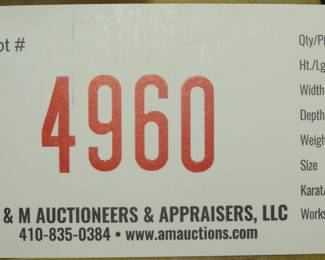 ot #
4960
& M AUCTIONEERS & APPRAISERS, LLC
410-835-0384 • www.amauctions.com
Qty/P
Ht./Lg
Width
Depth
Weigh
Size
Karat/
Works